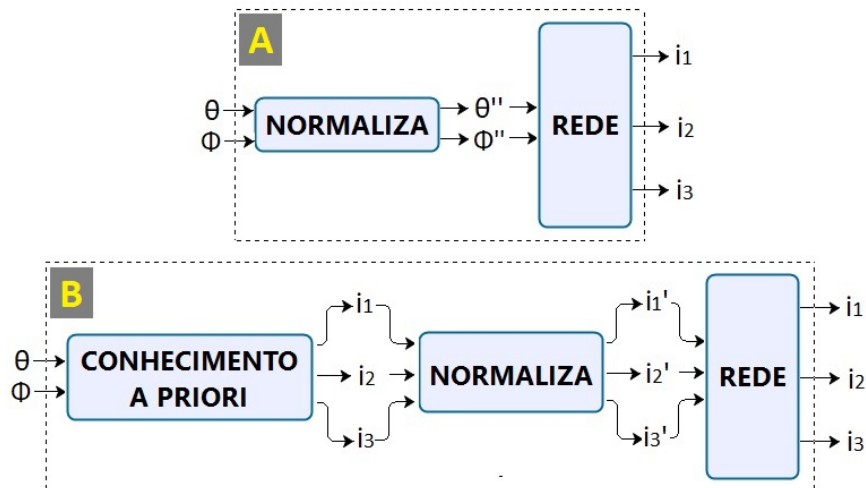 A
θ
Φ
NORMALIZA
θ''
Φ''
REDE
i1
i2
i3
B
θ
Φ
CONHECIMENTO
A PRIORI
i1
i2
i3
NORMALIZA
i1'
i2'
i3'
REDE
i1
i2
i3